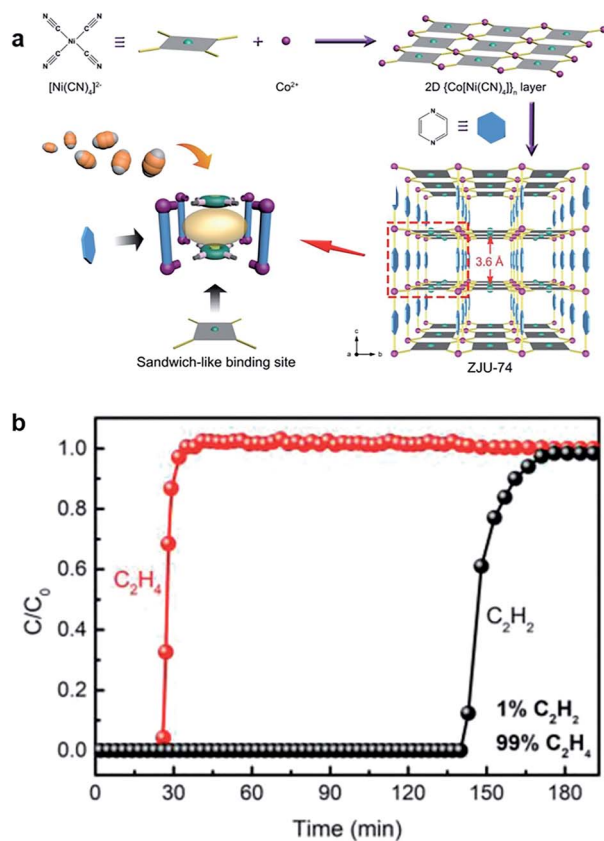 a
N N
C C
Ni
C C
N N
≡
+
[Ni(CN)₄]²⁻
Co²⁺
2D {Co[Ni(CN)₄]}ₙ layer
N
N
≡
3.6 Å
c
a b
Sandwich-like binding site
ZJU-74
b
C/C₀
1.0
0.8
0.6
0.4
0.2
0.0
C₂H₄
C₂H₂
1% C₂H₂
99% C₂H₄
0 30 60 90 120 150 180
Time (min)